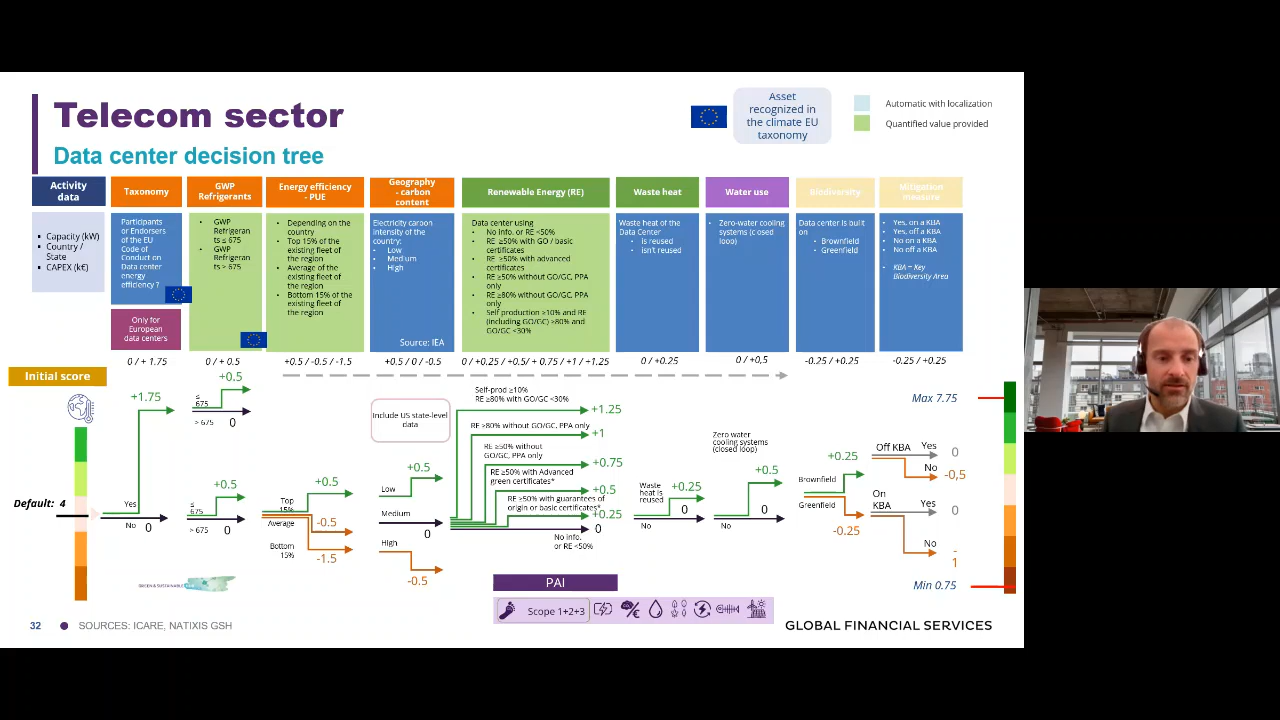 Telecom sector
Data center decision tree
Asset
recognized in
the climate EU
taxonomy
Automatic with localization
Quantified value provided
Activity
data
Capacity (kW)
Country /
State
CAPEX (k€)
Taxonomy
Participants
or Endorsers
of the EU
Code of
Conduct on
Data center
energy
efficiency ?
Only for
European
data centers
0 / + 1.75
GWP
Refrigerants
GWP
Refrigeran
ts ≤ 675
GWP
Refrigeran
ts > 675
0 / + 0.5
Energy efficiency
- PUE
Depending on the
country
Top 15% of the
existing fleet of
the region
Average of the
existing fleet of
the region
Bottom 15% of the
existing fleet of
the region
+0.5 / -0.5 / -1.5
Geography
- carbon
content
Electricity carbon
intensity of the
country:
Low
Medium
High
Source: IEA
+0.5 / 0 / -0.5
Renewable Energy (RE)
Data center using
No info. or RE <50%
RE ≥50% with GO / basic
certificates
RE ≥50% with advanced
certificates
RE ≥50% without GO/GC, PPA
only
RE ≥80% without GO/GC, PPA
only
Self production ≥10% and RE
(including GO/GC) ≥80% and
GO/GC <30%
0 / +0.25 / +0.5/ + 0.75 / +1 / +1.25
Waste heat
Waste heat of the
Data Center
is reused
isn't reused
0 / +0.25
Water use
Zero-water cooling
systems (closed
loop)
0 / +0,5
Biodiversity
Data center is built
on
Brownfield
Greenfield
-0.25 / +0.25
Mitigation
measure
Yes, on a KBA
Yes, off a KBA
No on a KBA
No off a KBA
KBA = Key
Biodiversity Area
-0.25 / +0.25
Initial score
Default: 4
Yes
+1.75
No
0
≤
675
+0.5
> 675
0
≤
675
+0.5
> 675
0
Top
15%
+0.5
Average
-0.5
Bottom
15%
-1.5
Include US state-level
data
Low
+0.5
Medium
0
High
-0.5
Self-prod ≥10%
RE ≥80% with GO/GC <30%
+1.25
RE ≥80% without GO/GC, PPA only
+1
RE ≥50% without
GO/GC, PPA only
+0.75
RE ≥50% with Advanced
green certificates*
+0.5
RE ≥50% with guarantees of
origin or basic certificates*
+0.25
0
No info.
or RE <50%
Waste
heat is
reused
+0.25
0
No
Zero water
cooling systems
(closed loop)
+0.5
0
No
Brownfield
+0.25
Greenfield
-0.25
Off KBA
Yes
0
No
-0,5
On
KBA
Yes
0
No
-
1
Max 7.75
Min 0.75
PAI
Scope 1+2+3
32
SOURCES: ICARE, NATIXIS GSH
GLOBAL FINANCIAL SERVICES